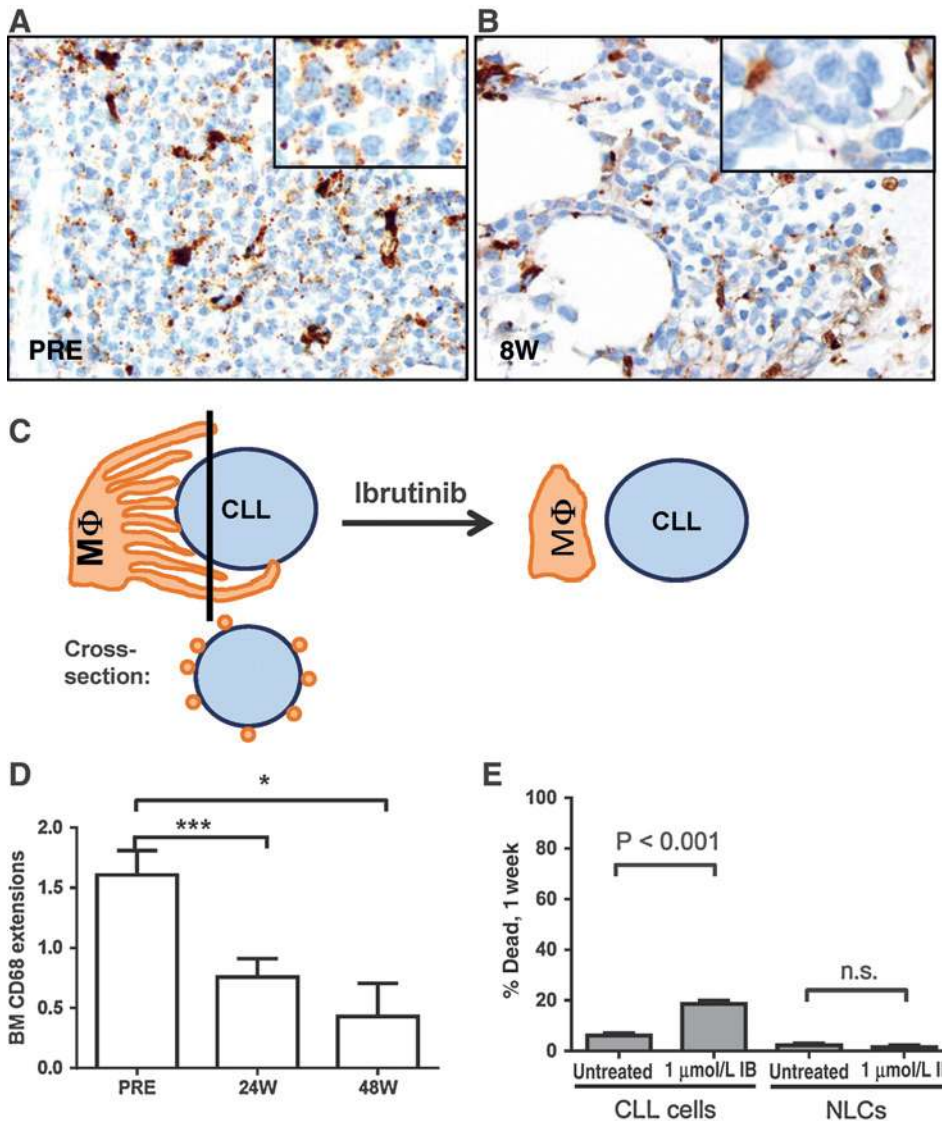 A
B
PRE
8W
C
MΦ
CLL
Ibrutinib
MΦ
CLL
Cross-
section:
D
*
***
BM CD68 extensions
2.0
1.5
1.0
0.5
0.0
PRE
24W
48W
E
% Dead, 1 week
100
80
60
40
20
0
P < 0.001
n.s.
Untreated
1 μmol/L IB
Untreated
1 μmol/L I
CLL cells
NLCs